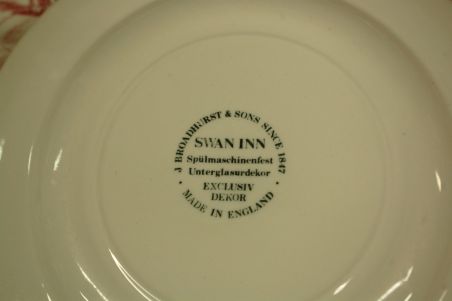 J BROADHURST & SONS SINCE 1847
SWAN INN
Spülmaschinenfest
Unterglasurdekor
EXCLUSIV
DEKOR
MADE IN ENGLAND